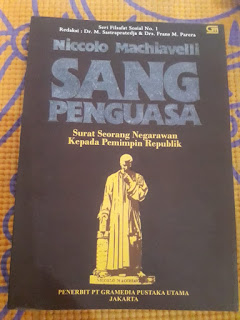 Seri Filsafat Sosial No. 1
Redaksi : Dr. M. Sastrapratedja & Drs. Frans M. Parera
Niccolo Machiavelli
SANG
PENGUASA
Surat Seorang Negarawan
Kepada Pemimpin Republik
PENERBIT PT GRAMEDIA PUSTAKA UTAMA
JAKARTA